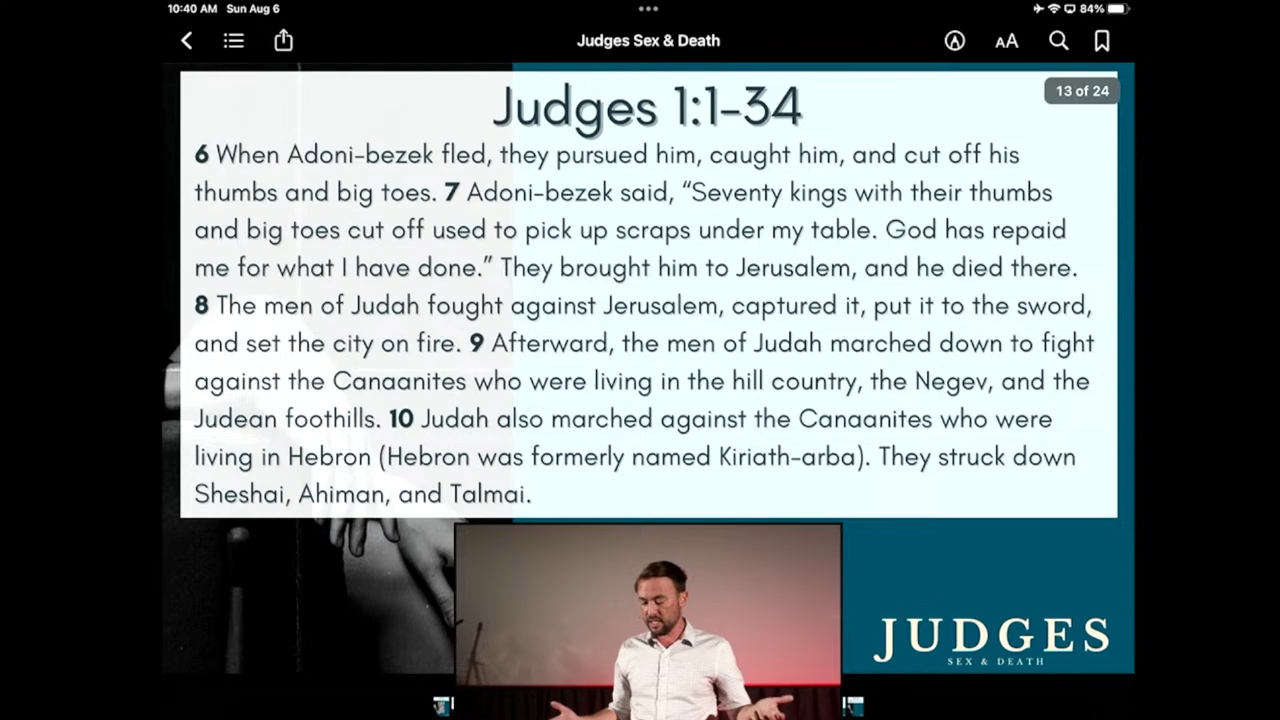 10:40 AM Sun Aug 6
84%
Judges Sex & Death
AA
13 of 24
Judges 1:1-34
6 When Adoni-bezek fled, they pursued him, caught him, and cut off his
thumbs and big toes. 7 Adoni-bezek said, “Seventy kings with their thumbs
and big toes cut off used to pick up scraps under my table. God has repaid
me for what I have done.” They brought him to Jerusalem, and he died there.
8 The men of Judah fought against Jerusalem, captured it, put it to the sword,
and set the city on fire. 9 Afterward, the men of Judah marched down to fight
against the Canaanites who were living in the hill country, the Negev, and the
Judean foothills. 10 Judah also marched against the Canaanites who were
living in Hebron (Hebron was formerly named Kiriath-arba). They struck down
Sheshai, Ahiman, and Talmai.
JUDGES
SEX & DEATH